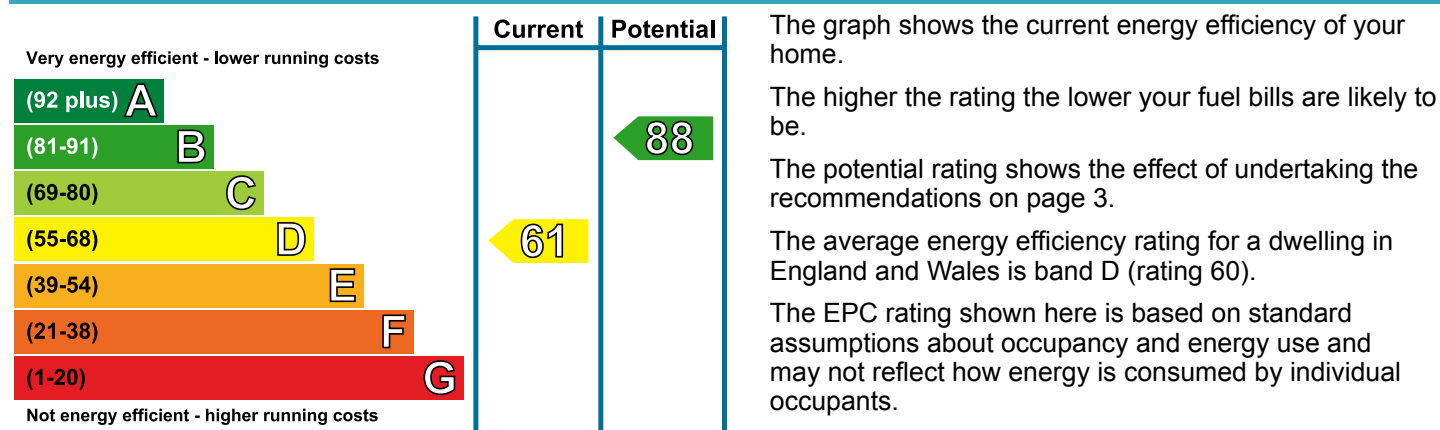 Current Potential
Very energy efficient - lower running costs
(92 plus) A
(81-91) B
(69-80) C
(55-68) D
(39-54) E
(21-38) F
(1-20) G
Not energy efficient - higher running costs
88
61
The graph shows the current energy efficiency of your
home.
The higher the rating the lower your fuel bills are likely to
be.
The potential rating shows the effect of undertaking the
recommendations on page 3.
The average energy efficiency rating for a dwelling in
England and Wales is band D (rating 60).
The EPC rating shown here is based on standard
assumptions about occupancy and energy use and
may not reflect how energy is consumed by individual
occupants.